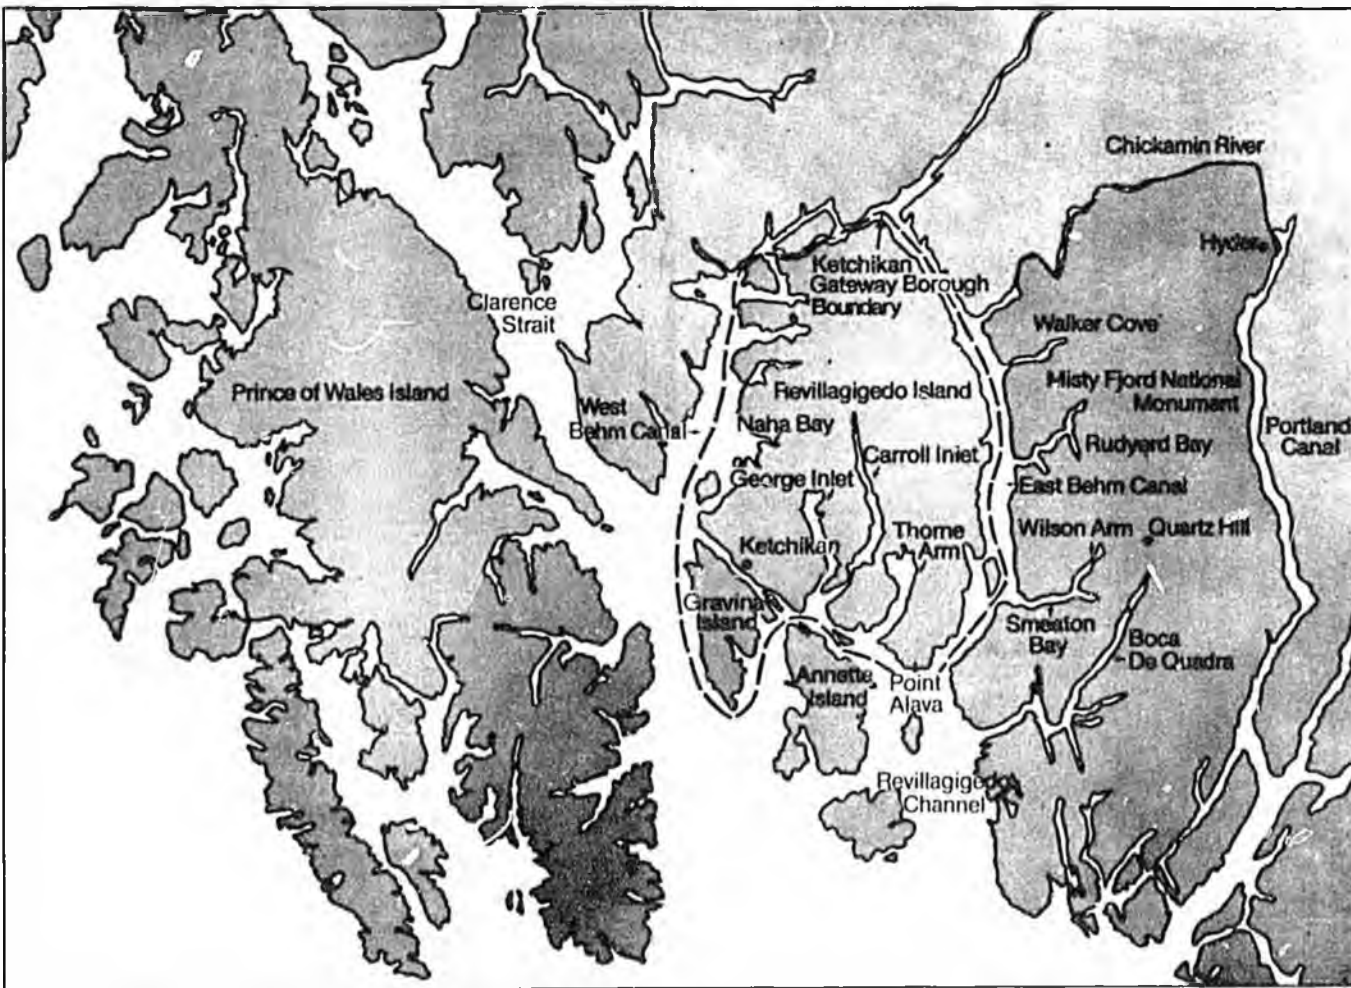 Chickamin River
Hyder
Ketchikan
Gateway Borough
Boundary
Clarence
Strait
Walker Cove
Prince of Wales Island
Revillagigedo Island
Misty Fjord National
Monument
West
Behm Canal
Naha Bay
Rudyard Bay
Portland
Canal
George Inlet
Carroll Inlet
East Behm Canal
Ketchikan
Thorne
Arm
Wilson Arm
Quartz Hill
Gravina
Island
Smeaton
Bay
Boca
De Quadra
Annette
Island
Point
Alava
Revillagigedo
Channel